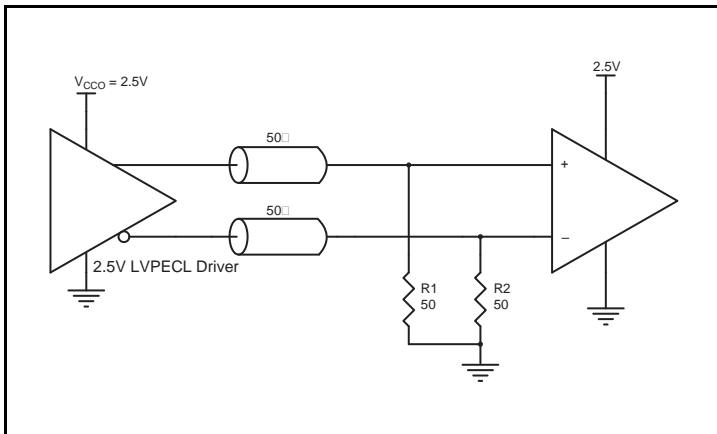 V_CCO = 2.5V
2.5V
50□
+
50□
–
2.5V LVPECL Driver
R1
50
R2
50